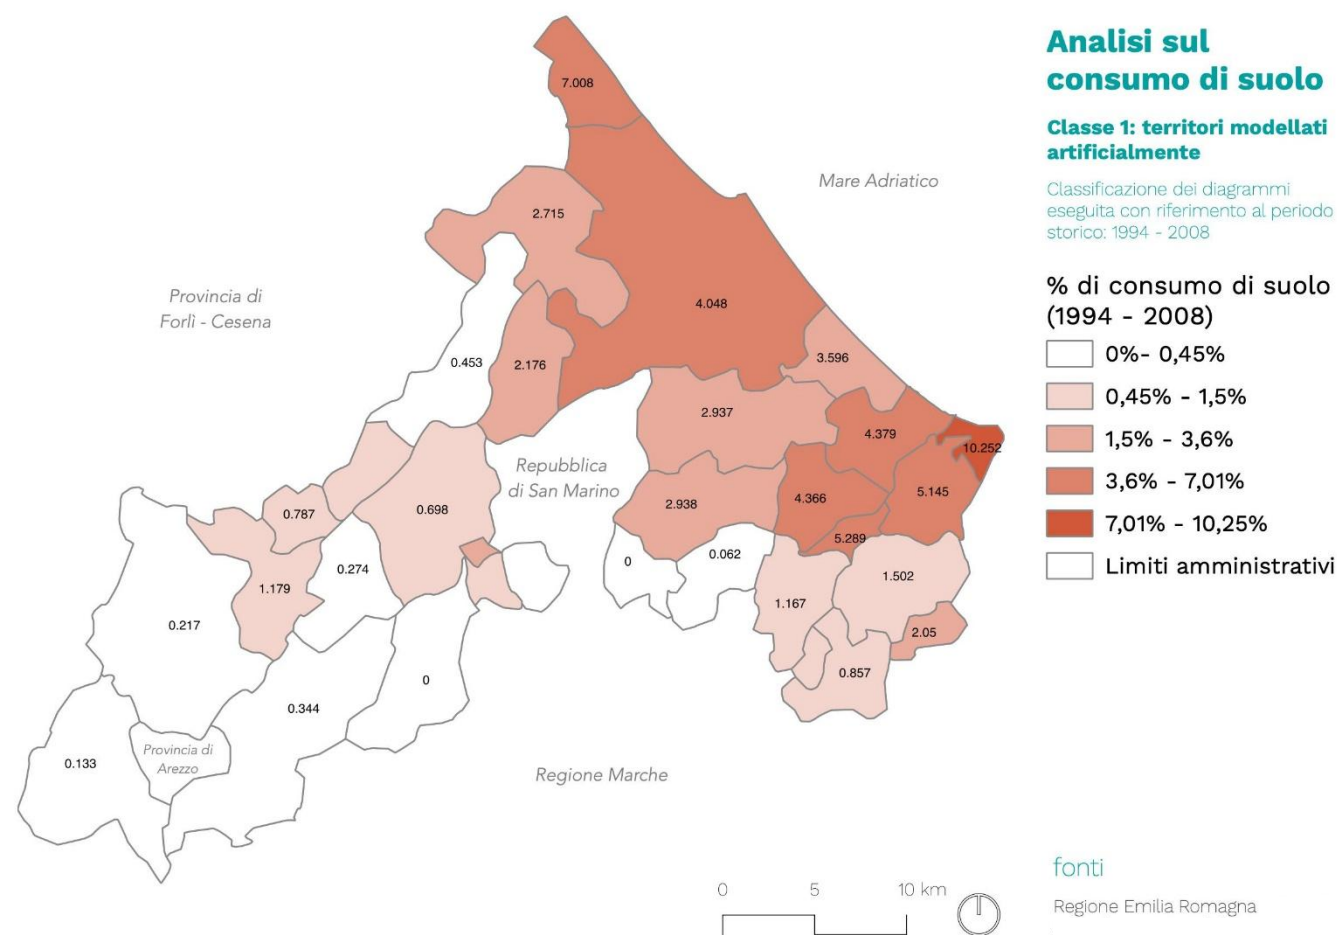 Analisi sul
consumo di suolo
Classe 1: territori modellati
artificialmente
Classificazione dei diagrammi
eseguita con riferimento al periodo
storico: 1994 - 2008
% di consumo di suolo
(1994 - 2008)
0%- 0,45%
0,45% - 1,5%
1,5% - 3,6%
3,6% - 7,01%
7,01% - 10,25%
Limiti amministrativi
7.008
Mare Adriatico
2.715
Provincia di
Forlì - Cesena
4.048
0.453
2.176
3.596
2.937
4.379
10.252
Repubblica
di San Marino
0.698
2.938
4.366
5.145
0.787
5.289
0.274
0
0.062
1.502
1.179
1.167
0.217
2.05
0.857
0
0.344
Provincia di
Arezzo
0.133
Regione Marche
0 5 10 km
fonti
Regione Emilia Romagna